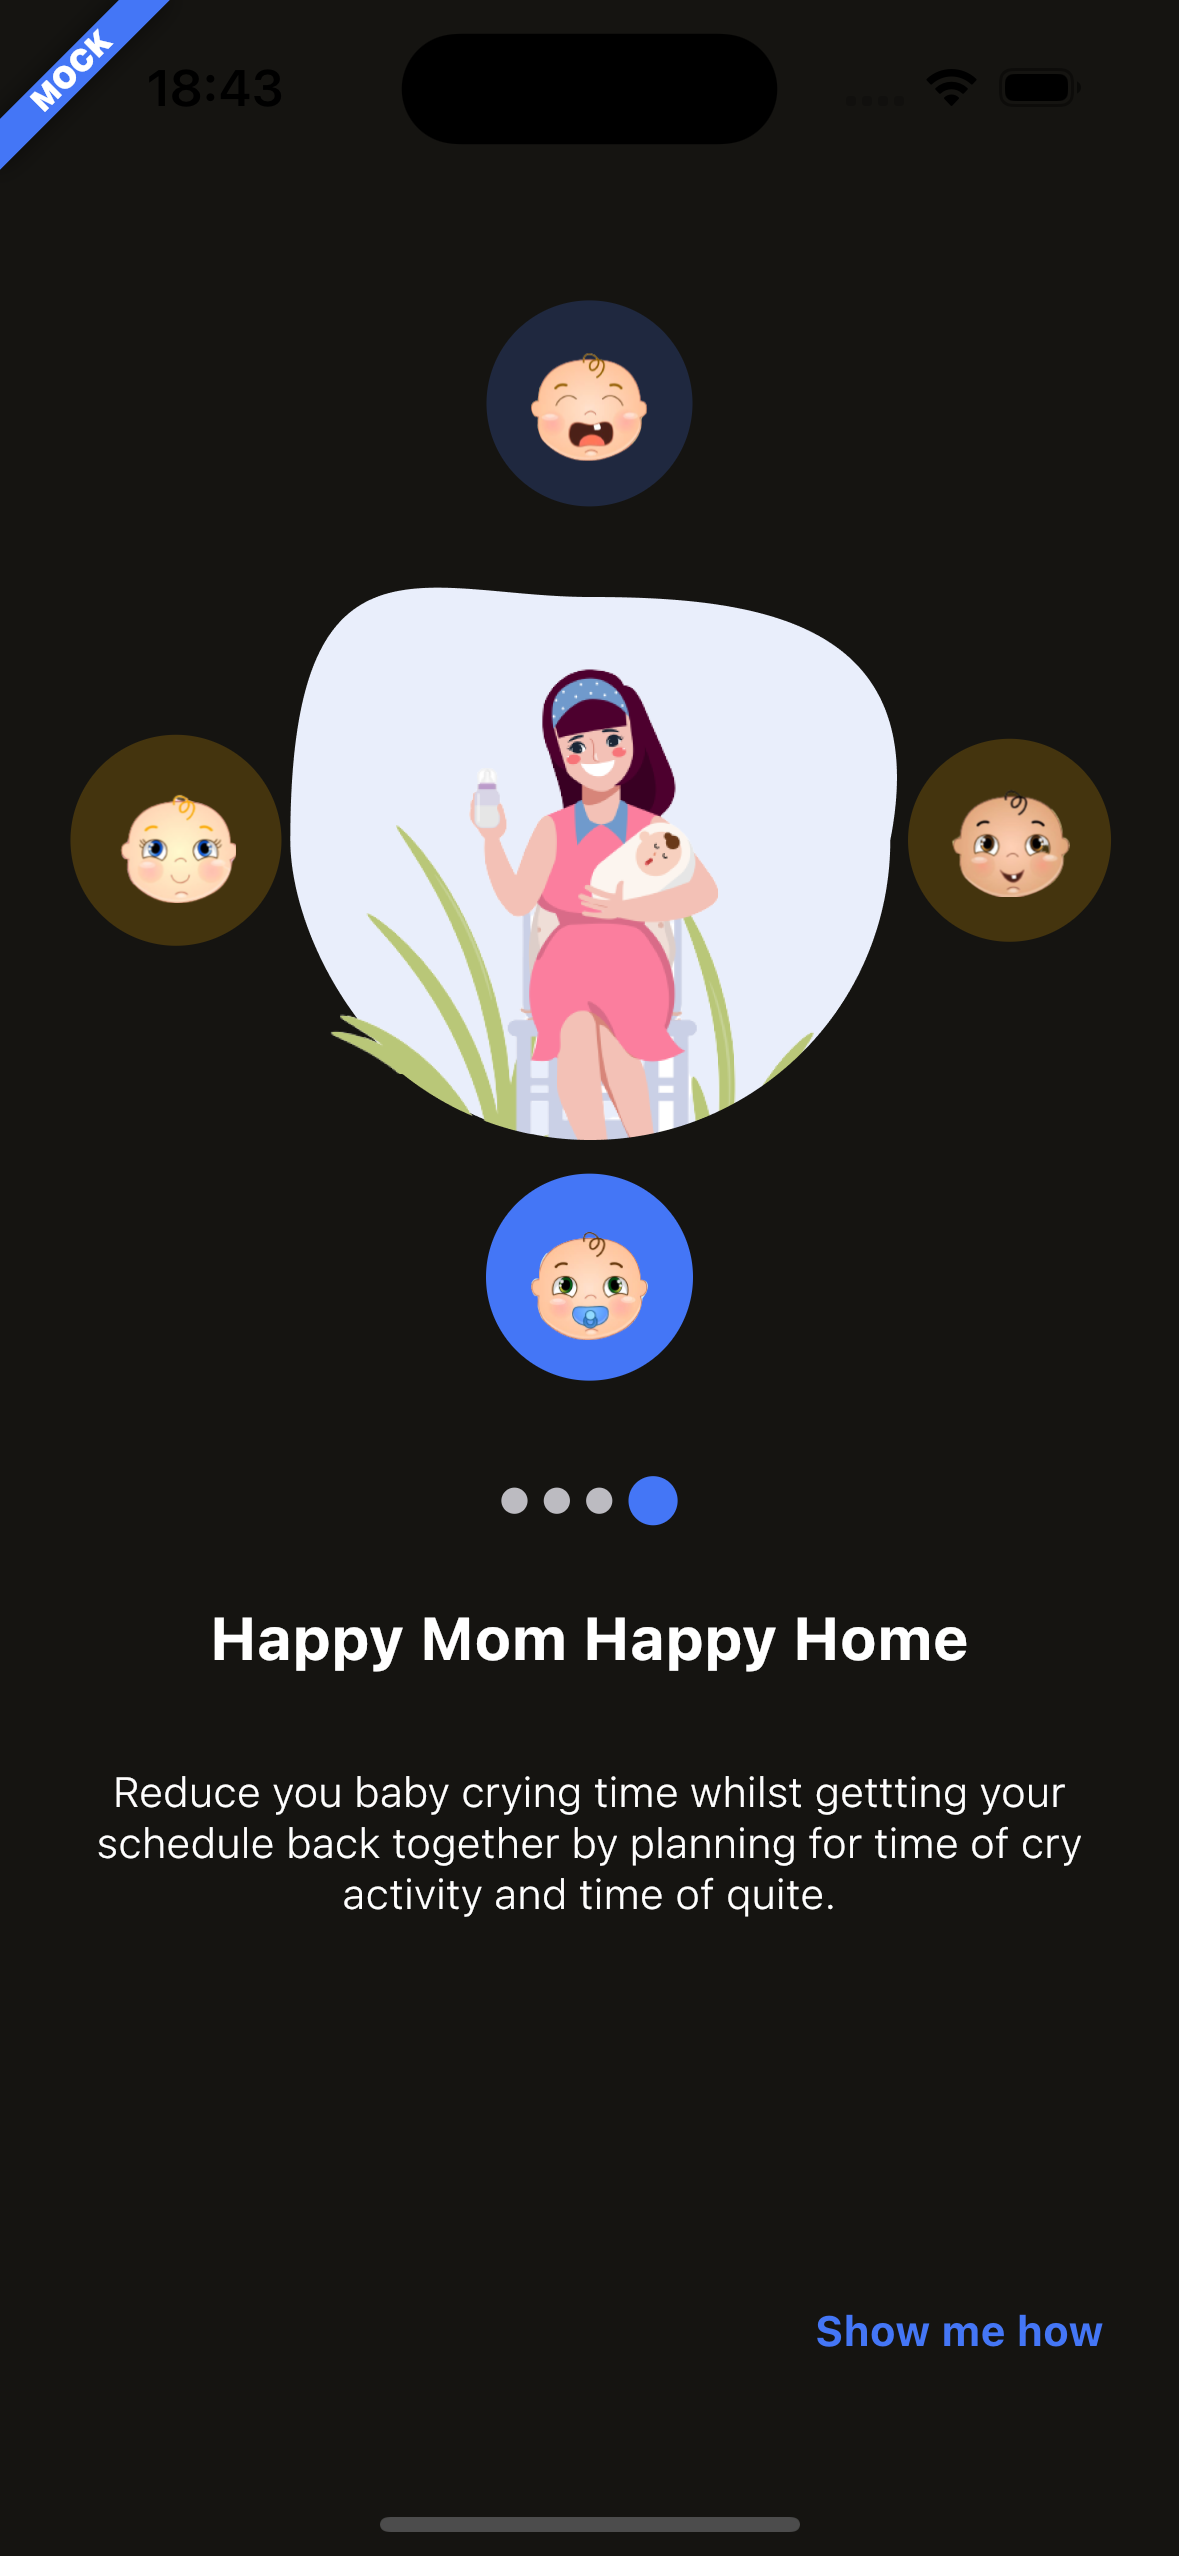 MOCK
18:43
Happy Mom Happy Home
Reduce you baby crying time whilst gettting your
schedule back together by planning for time of cry
activity and time of quite.
Show me how